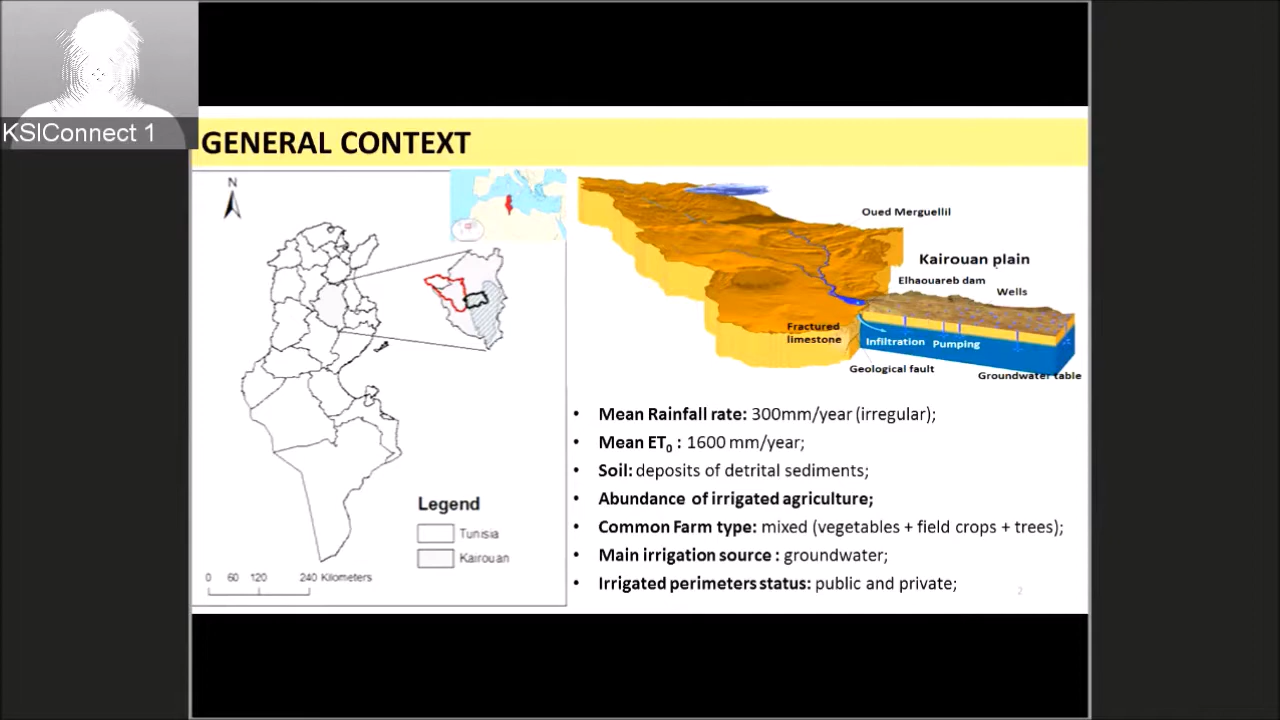 KSIConnect 1
GENERAL CONTEXT
N
Oued Merguellil
Kairouan plain
Elhaouareb dam
Wells
Fractured
limestone
Infiltration
Pumping
Geological fault
Groundwater table
Legend
Tunisia
Kairouan
0 60 120 240 Kilometers
• Mean Rainfall rate: 300mm/year (irregular);
• Mean ET0 : 1600 mm/year;
• Soil: deposits of detrital sediments;
• Abundance of irrigated agriculture;
• Common Farm type: mixed (vegetables + field crops + trees);
• Main irrigation source : groundwater;
• Irrigated perimeters status: public and private;
2